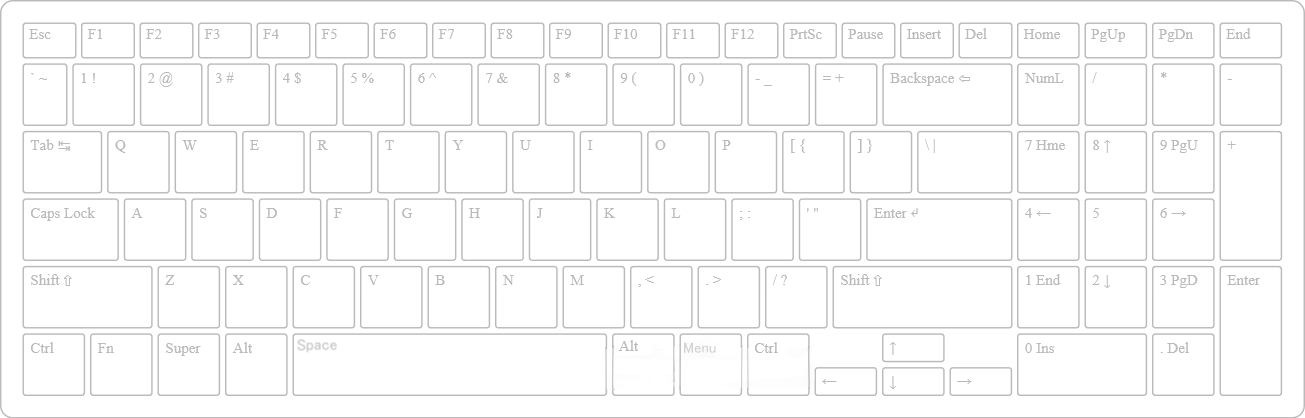 Esc F1 F2 F3 F4 F5 F6 F7 F8 F9 F10 F11 F12 PrtSc Pause Insert Del Home PgUp PgDn End
` ~ 1 ! 2 @ 3 # 4 $ 5 % 6 ^ 7 & 8 * 9 ( 0 ) - _ = + Backspace ⇦ NumL / * -
Tab ↹ Q W E R T Y U I O P [ { ] } \ | 7 Hme 8 ↑ 9 PgU +
Caps Lock A S D F G H J K L ; : ' " Enter ↵ 4 ← 5 6 →
Shift ⇧ Z X C V B N M , < . > / ? Shift ⇧ 1 End 2 ↓ 3 PgD Enter
Ctrl Fn Super Alt Space Alt Menu Ctrl ↑ 0 Ins . Del
← ↓ →